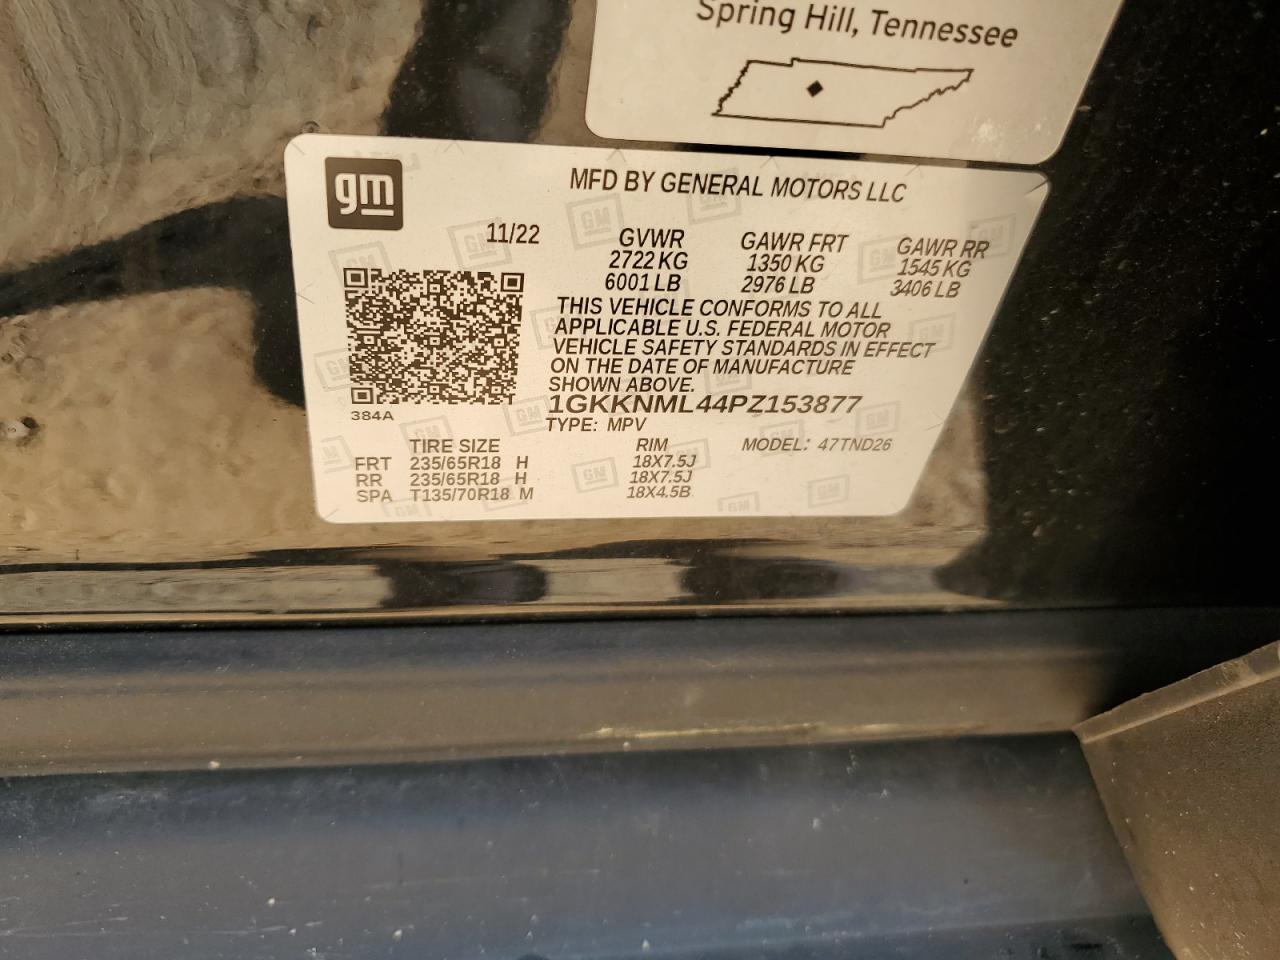 Spring Hill, Tennessee
gm
MFD BY GENERAL MOTORS LLC
11/22
GVWR GAWR FRT GAWR RR
2722 KG 1350 KG 1545 KG
6001 LB 2976 LB 3406 LB
THIS VEHICLE CONFORMS TO ALL
APPLICABLE U.S. FEDERAL MOTOR
VEHICLE SAFETY STANDARDS IN EFFECT
ON THE DATE OF MANUFACTURE
SHOWN ABOVE.
384A
1GKKNML44PZ153877
TYPE: MPV
TIRE SIZE RIM MODEL: 47TND26
FRT 235/65R18 H 18X7.5J
RR 235/65R18 H 18X7.5J
SPA T135/70R18 M 18X4.5B